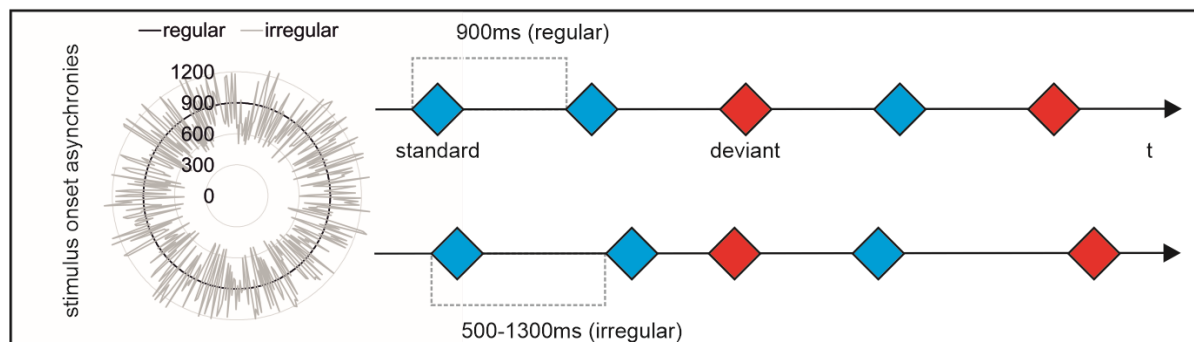 stimulus onset asynchronies
regular irregular
1200
900
600
300
0
900ms (regular)
standard deviant t
500-1300ms (irregular)